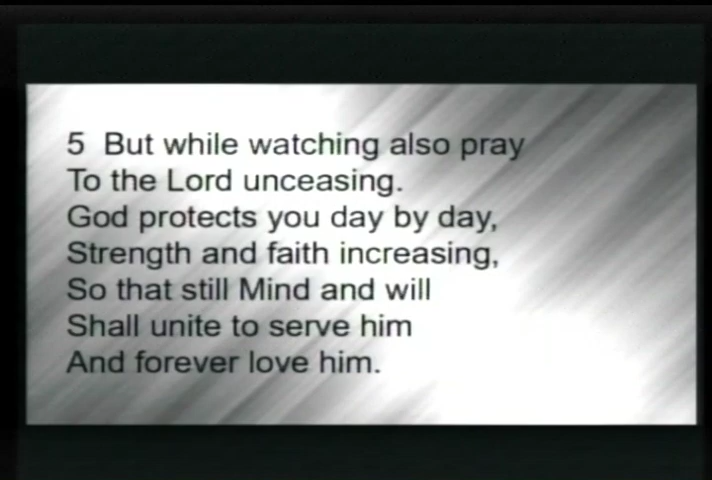 5 But while watching also pray
To the Lord unceasing.
God protects you day by day,
Strength and faith increasing,
So that still Mind and will
Shall unite to serve him
And forever love him.